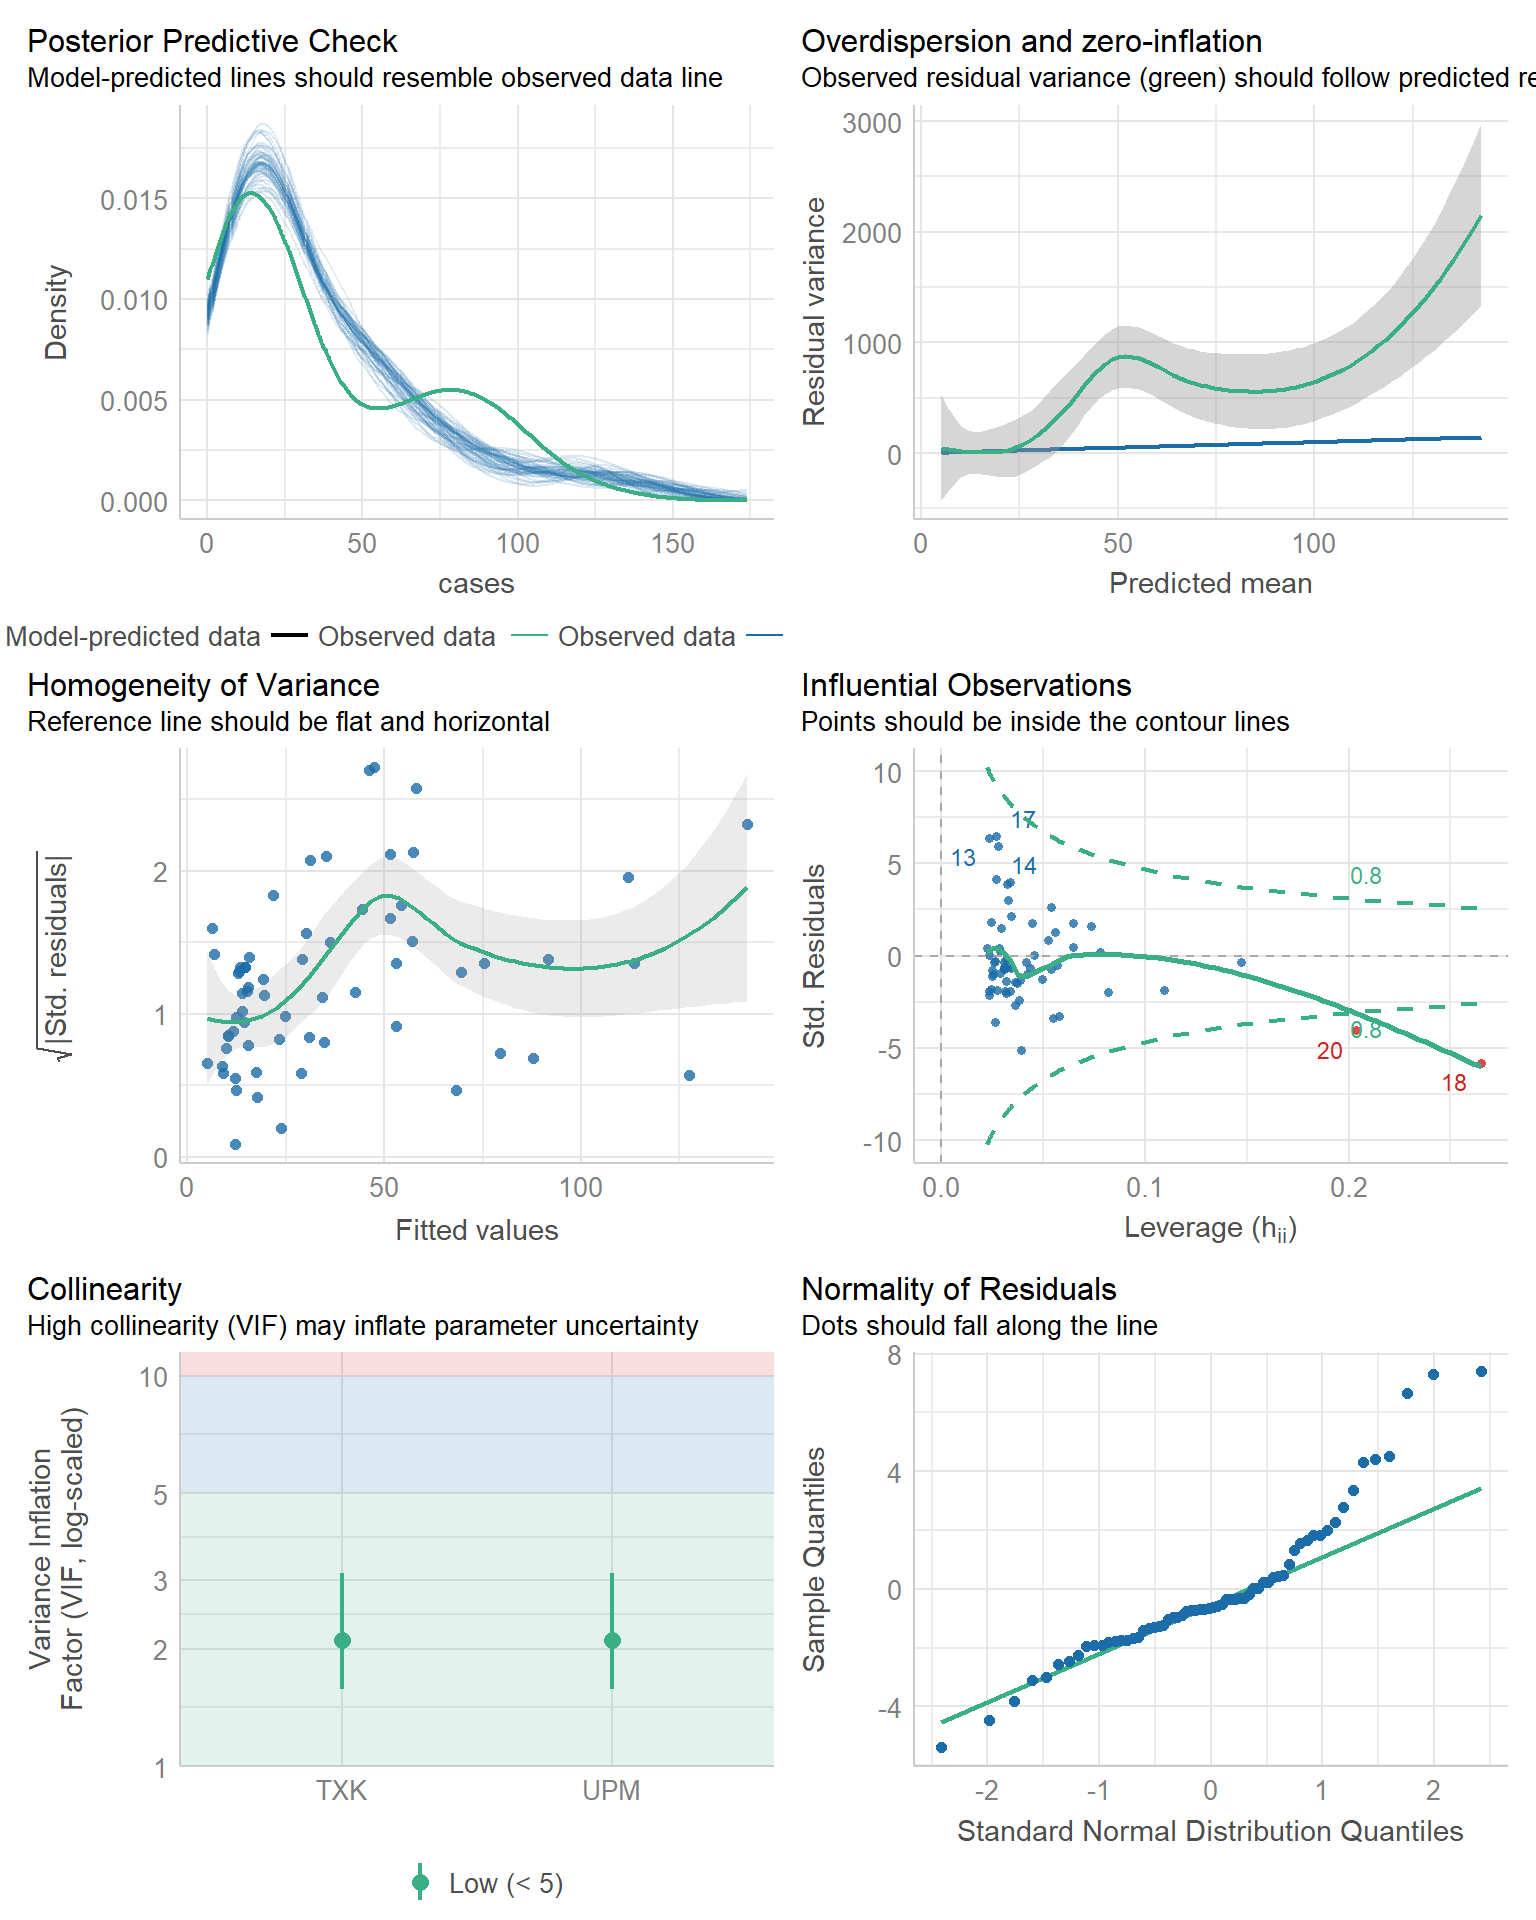 Posterior Predictive Check
Model-predicted lines should resemble observed data line
0.015
0.010
0.005
0.000
Density
0
50
100
150
cases
Model-predicted data
Observed data
Observed data
Overdispersion and zero-inflation
Observed residual variance (green) should follow predicted re
3000
2000
1000
0
Residual variance
0
50
100
Predicted mean
Homogeneity of Variance
Reference line should be flat and horizontal
2
1
0
√|Std. residuals|
0
50
100
Fitted values
Influential Observations
Points should be inside the contour lines
10
5
0
-5
-10
Std. Residuals
17
13
14
0.8
0.8
20
18
0.0
0.1
0.2
Leverage (hii)
Collinearity
High collinearity (VIF) may inflate parameter uncertainty
10
5
3
2
1
Variance Inflation
Factor (VIF, log-scaled)
TXK
UPM
Low (< 5)
Normality of Residuals
Dots should fall along the line
8
4
0
-4
Sample Quantiles
-2
-1
0
1
2
Standard Normal Distribution Quantiles